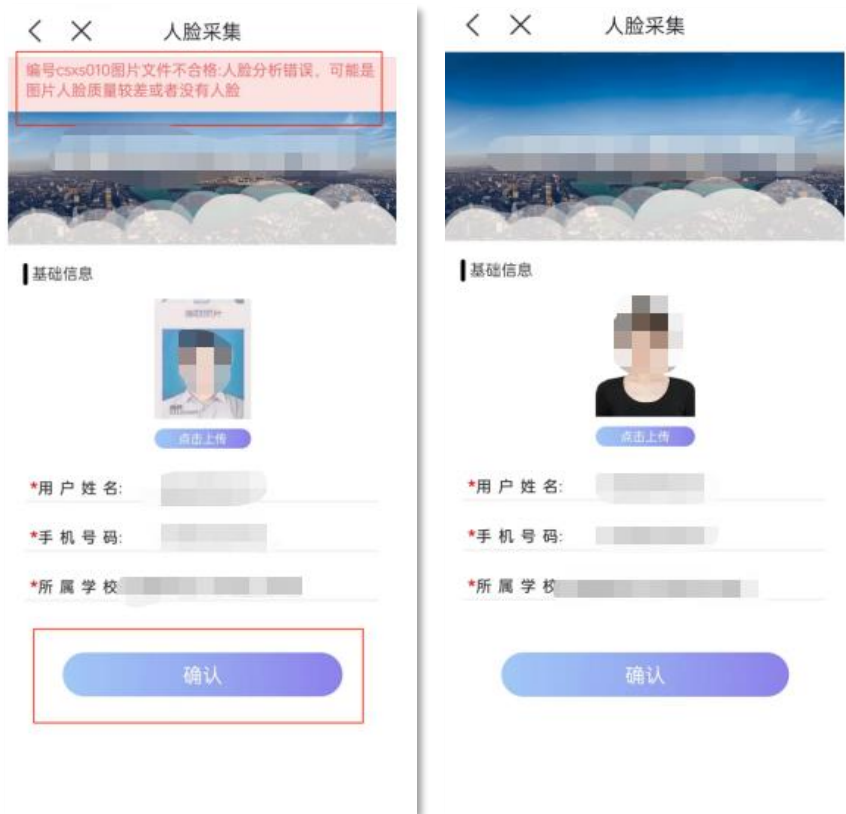 人脸采集
编号csxs010图片文件不合格:人脸分析错误，可能是
图片人脸质量较差或者没有人脸
基础信息
点击上传
*用 户 姓 名:
*手 机 号 码:
*所 属 学 校
确认
人脸采集
基础信息
点击上传
*用 户 姓 名:
*手 机 号 码:
*所 属 学 校
确认